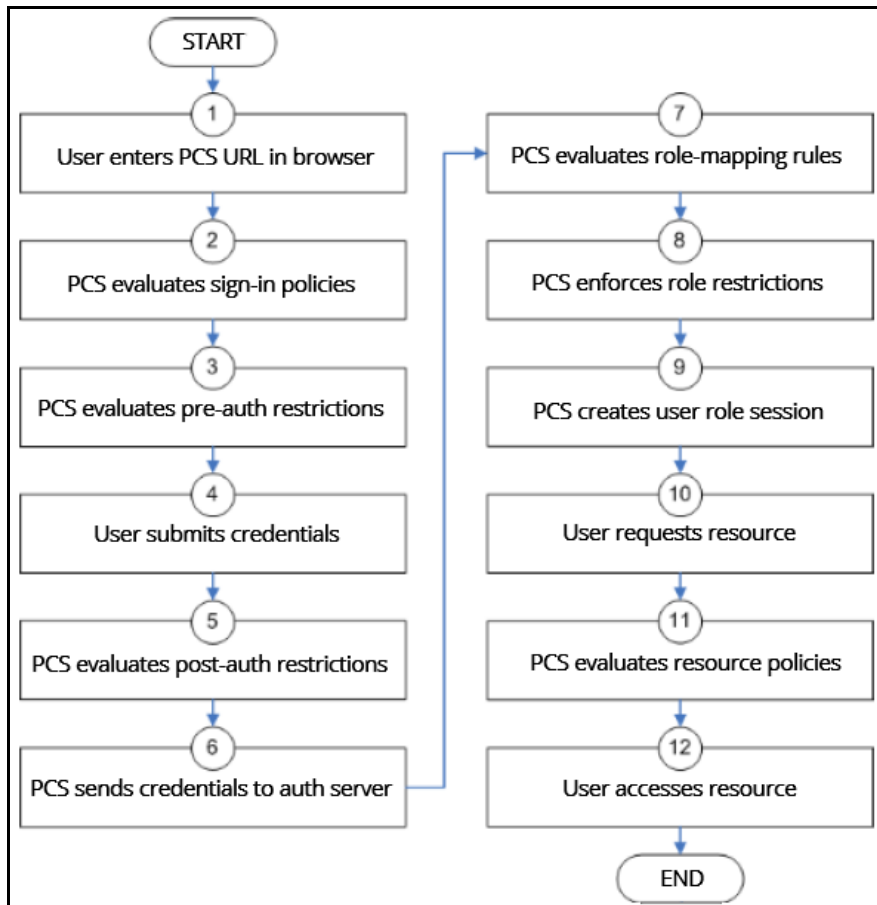 START
1
User enters PCS URL in browser
2
PCS evaluates sign-in policies
3
PCS evaluates pre-auth restrictions
4
User submits credentials
5
PCS evaluates post-auth restrictions
6
PCS sends credentials to auth server
7
PCS evaluates role-mapping rules
8
PCS enforces role restrictions
9
PCS creates user role session
10
User requests resource
11
PCS evaluates resource policies
12
User accesses resource
END